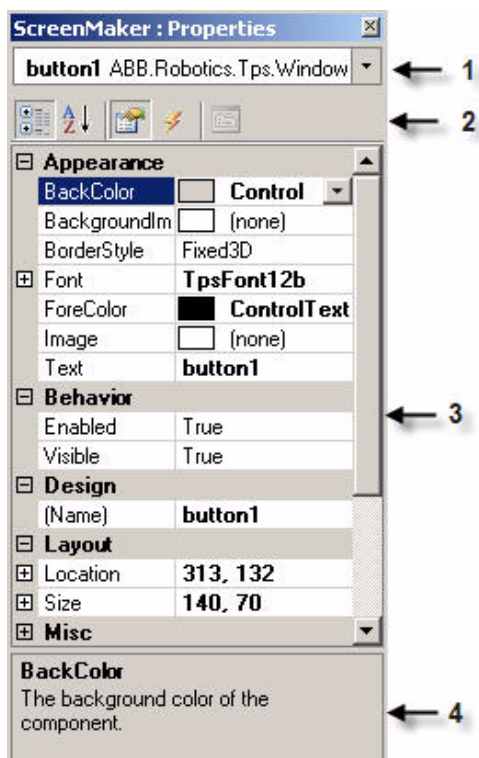 ScreenMaker : Properties
button1 ABB.Robotics.Tps.Window
1
A Z
2
Appearance
BackColor Control
BackgroundIm (none)
BorderStyle Fixed3D
Font TpsFont12b
ForeColor ControlText
Image (none)
Text button1
Behavior
Enabled True
3
Visible True
Design
(Name) button1
Layout
Location 313, 132
Size 140, 70
Misc
BackColor
The background color of the
component.
4